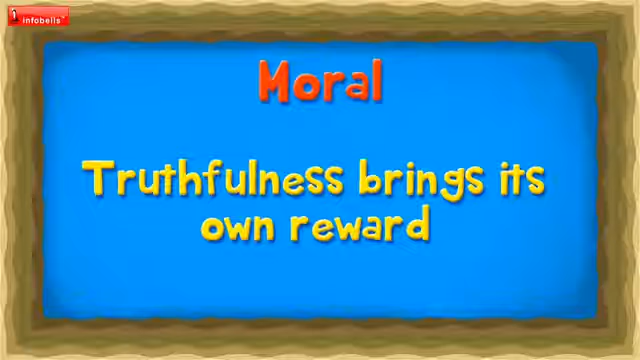 infobells
Moral
Truthfulness brings its
own reward